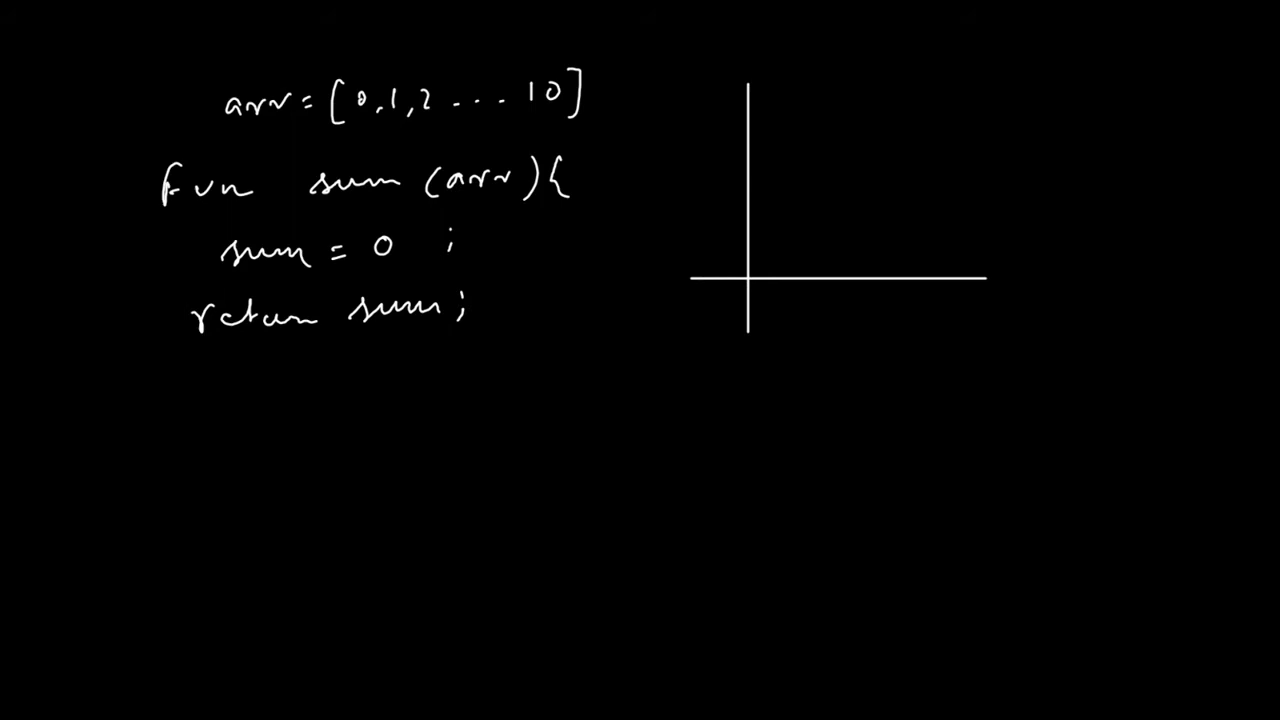 arr = [0,1,2 ... 10]
fun sum (arr){
sum = 0 ;
return sum;